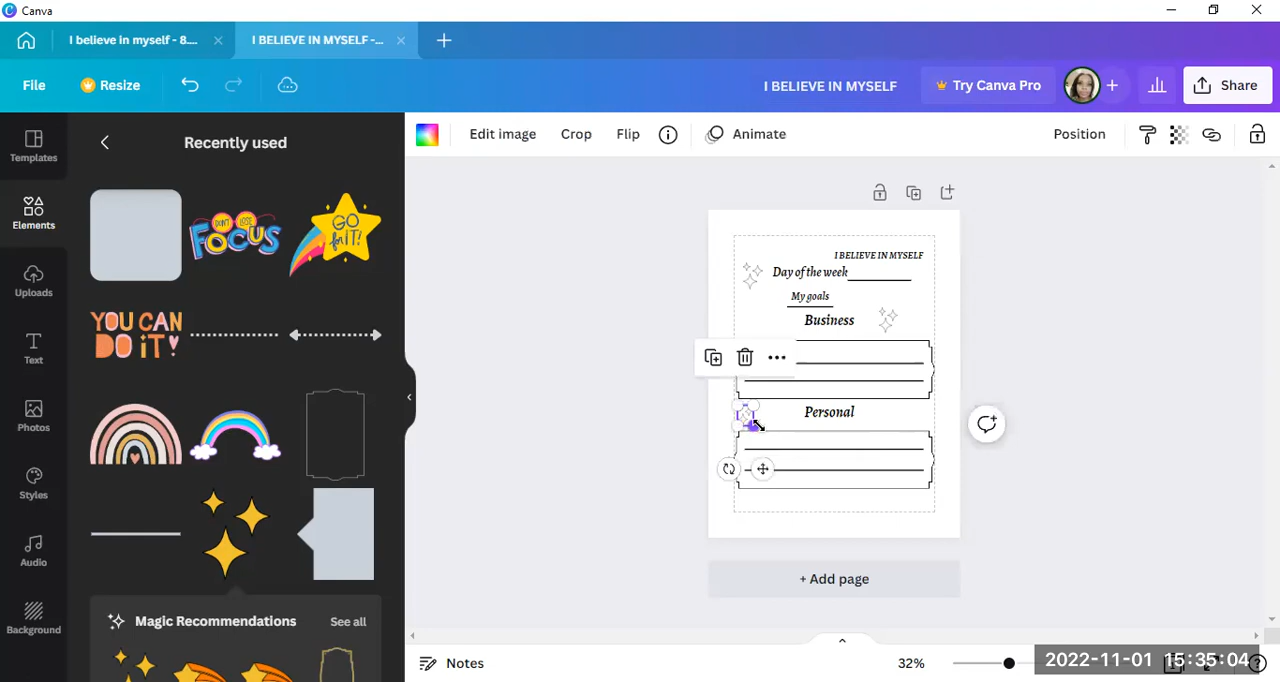 Canva
I believe in myself - 8....
I BELIEVE IN MYSELF -...
File
Resize
I BELIEVE IN MYSELF
Try Canva Pro
Share
Templates
Elements
Uploads
Text
Photos
Styles
Audio
Background
Recently used
DON'T LOSE
FOCUS
GO
for IT!
YOU CAN
DO iT!
Magic Recommendations
See all
Edit image
Crop
Flip
Animate
Position
I BELIEVE IN MYSELF
Day of the week
My goals
Business
Personal
+ Add page
Notes
32%
2022-11-01 15:35:04